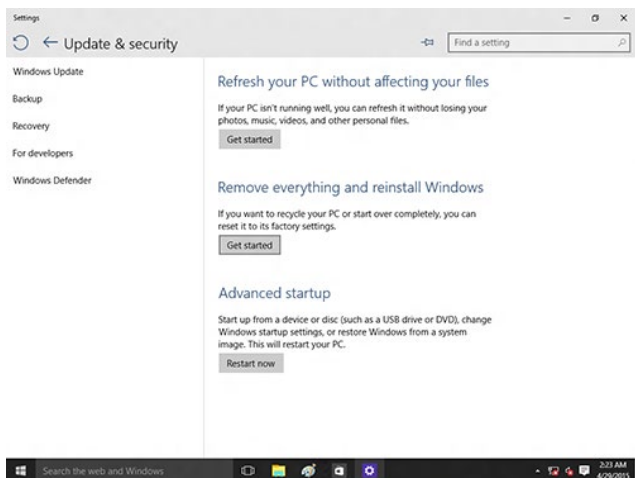 Settings
Update & security
Find a setting
Windows Update
Backup
Recovery
For developers
Windows Defender
Refresh your PC without affecting your files
If your PC isn't running well, you can refresh it without losing your
photos, music, videos, and other personal files.
Get started
Remove everything and reinstall Windows
If you want to recycle your PC or start over completely, you can
reset it to its factory settings.
Get started
Advanced startup
Start up from a device or disc (such as a USB drive or DVD), change
Windows startup settings, or restore Windows from a system
image. This will restart your PC.
Restart now
Search the web and Windows
2:23 AM
4/29/2015